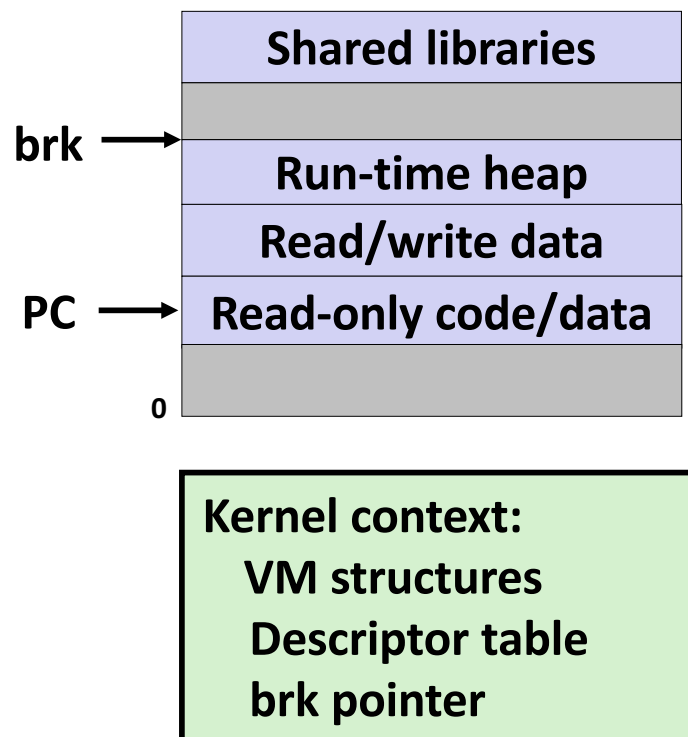 Shared libraries
brk
Run-time heap
Read/write data
PC
Read-only code/data
0
Kernel context:
VM structures
Descriptor table
brk pointer